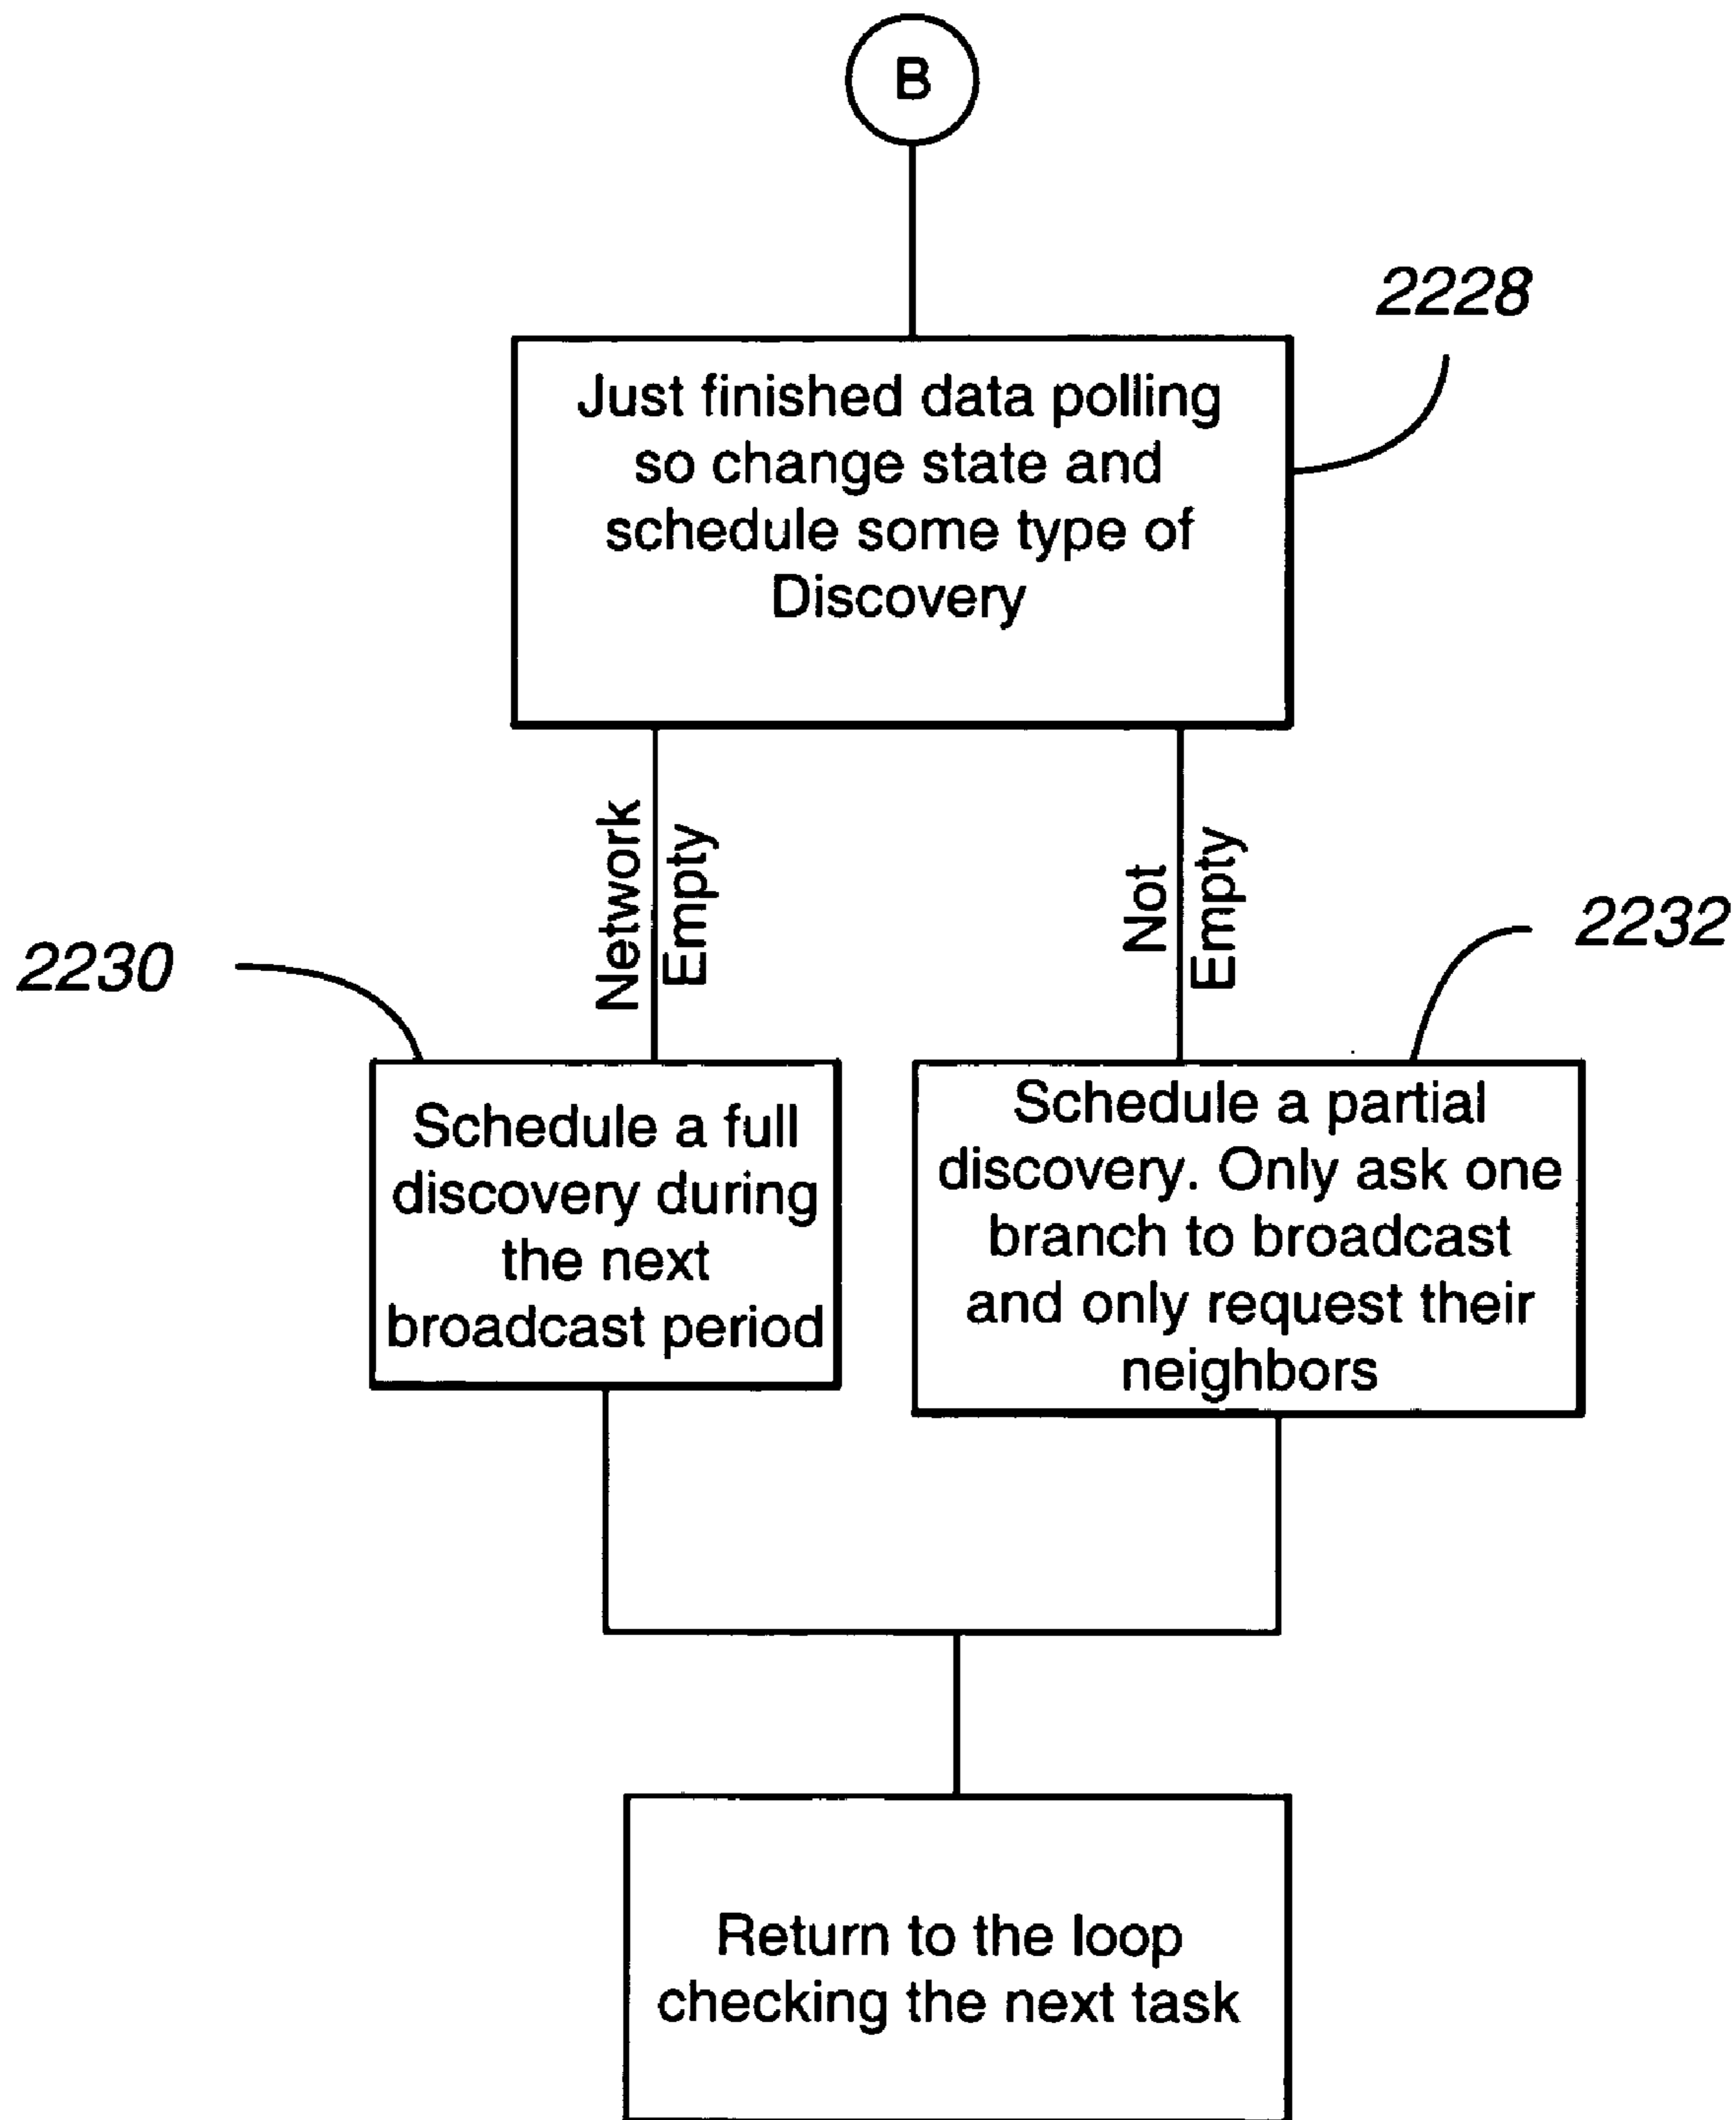 B
2228
Just finished data polling
so change state and
schedule some type of
Discovery
Network
Empty
Not
Empty
2230
2232
Schedule a full
discovery during
the next
broadcast period
Schedule a partial
discovery. Only ask one
branch to broadcast
and only request their
neighbors
Return to the loop
checking the next task